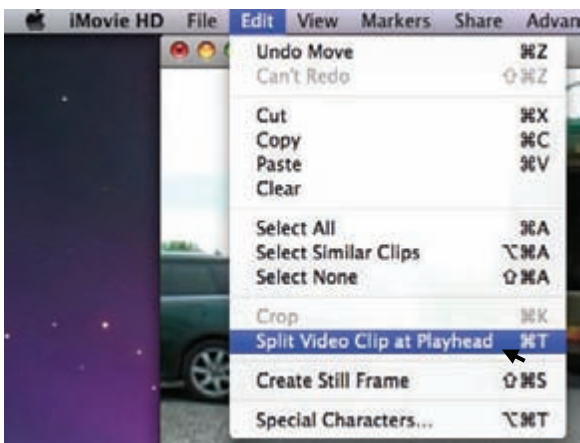 iMovie HD File Edit View Markers Share Advan
Undo Move ⌘Z
Can't Redo ⇧⌘Z
Cut ⌘X
Copy ⌘C
Paste ⌘V
Clear
Select All ⌘A
Select Similar Clips ⌥⌘A
Select None ⇧⌘A
Crop ⌘K
Split Video Clip at Playhead ⌘T
Create Still Frame ⇧⌘S
Special Characters... ⌥⌘T